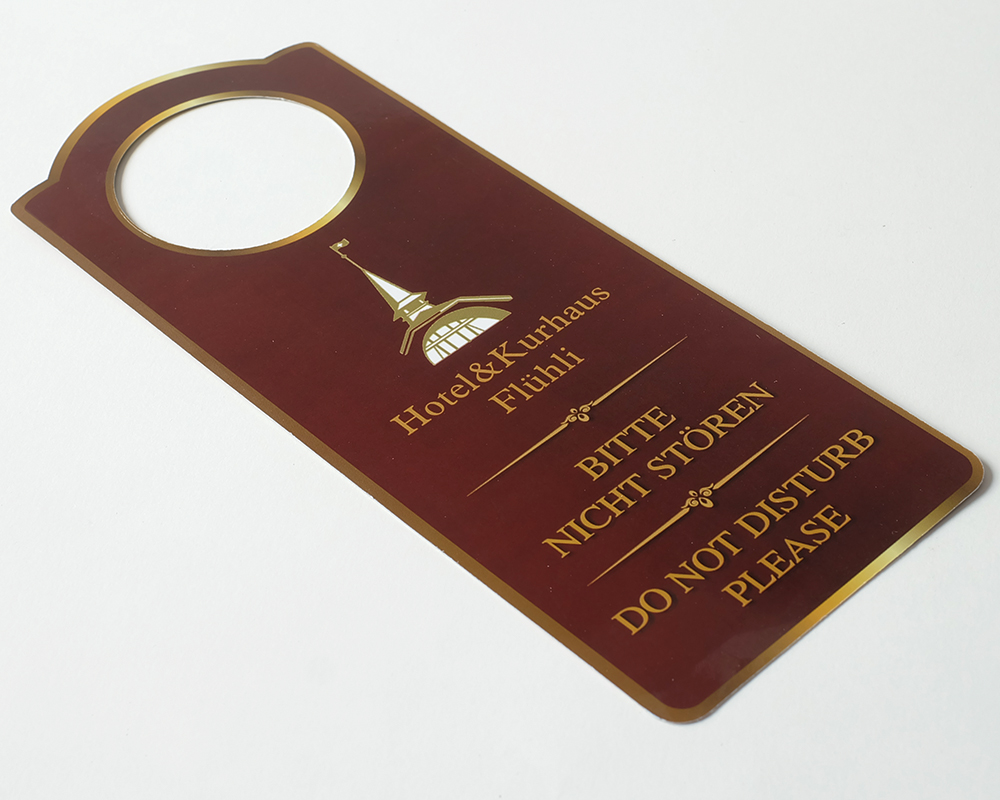 Hotel&Kurhaus
Flühli
BITTE
NICHT STÖREN
DO NOT DISTURB
PLEASE